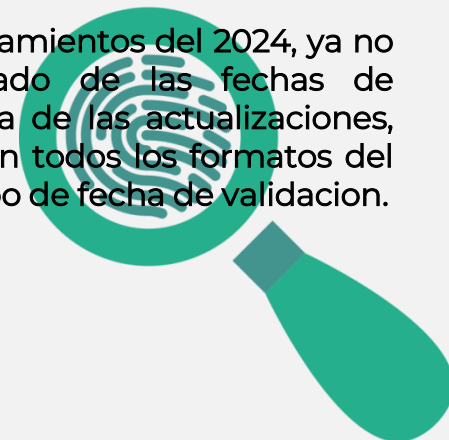 amientos del 2024, ya no
ado de las fechas de
a de las actualizaciones,
n todos los formatos del
o de fecha de validacion.